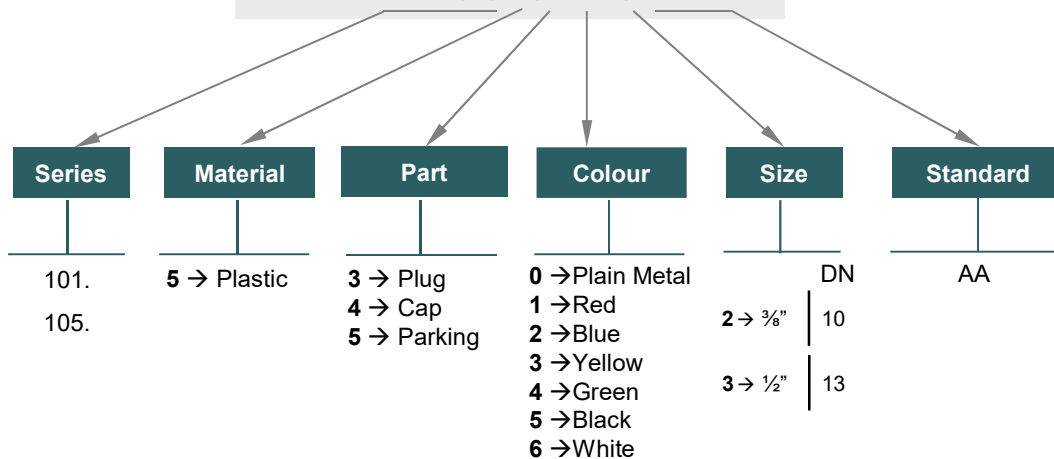 Series
Material
Part
Colour
Size
Standard
101.
105.
5 → Plastic
3 → Plug
4 → Cap
5 → Parking
0 →Plain Metal
1 →Red
2 →Blue
3 →Yellow
4 →Green
5 →Black
6 →White
DN
2 → ⅜” 10
3 → ½” 13
AA